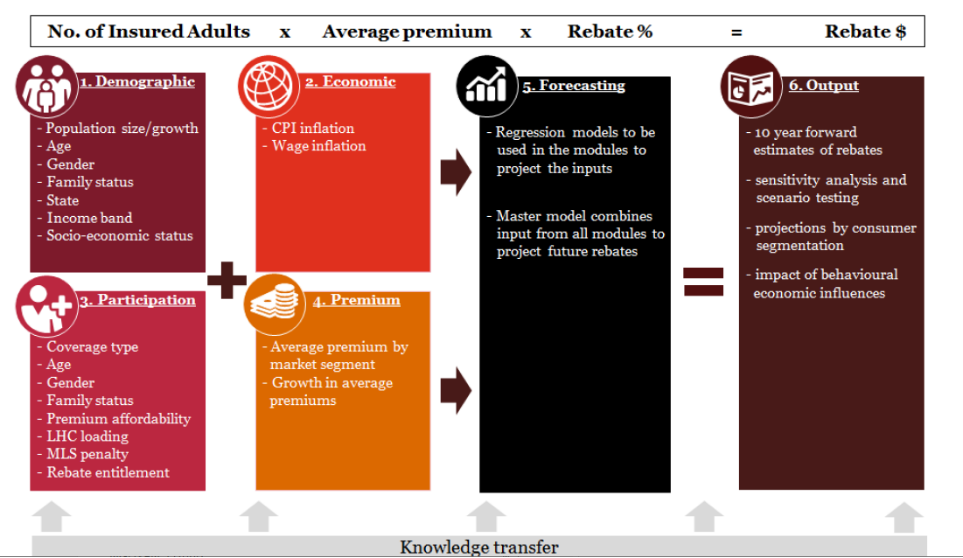 No. of Insured Adults x Average premium x Rebate % = Rebate $
1. Demographic
- Population size/growth
- Age
- Gender
- Family status
- State
- Income band
- Socio-economic status
2. Economic
- CPI inflation
- Wage inflation
3. Participation
- Coverage type
- Age
- Gender
- Family status
- Premium affordability
- LHC loading
- MLS penalty
- Rebate entitlement
4. Premium
- Average premium by
market segment
- Growth in average
premiums
5. Forecasting
- Regression models to be
used in the modules to
project the inputs
- Master model combines
input from all modules to
project future rebates
6. Output
- 10 year forward
estimates of rebates
- sensitivity analysis and
scenario testing
- projections by consumer
segmentation
- impact of behavioural
economic influences
Knowledge transfer